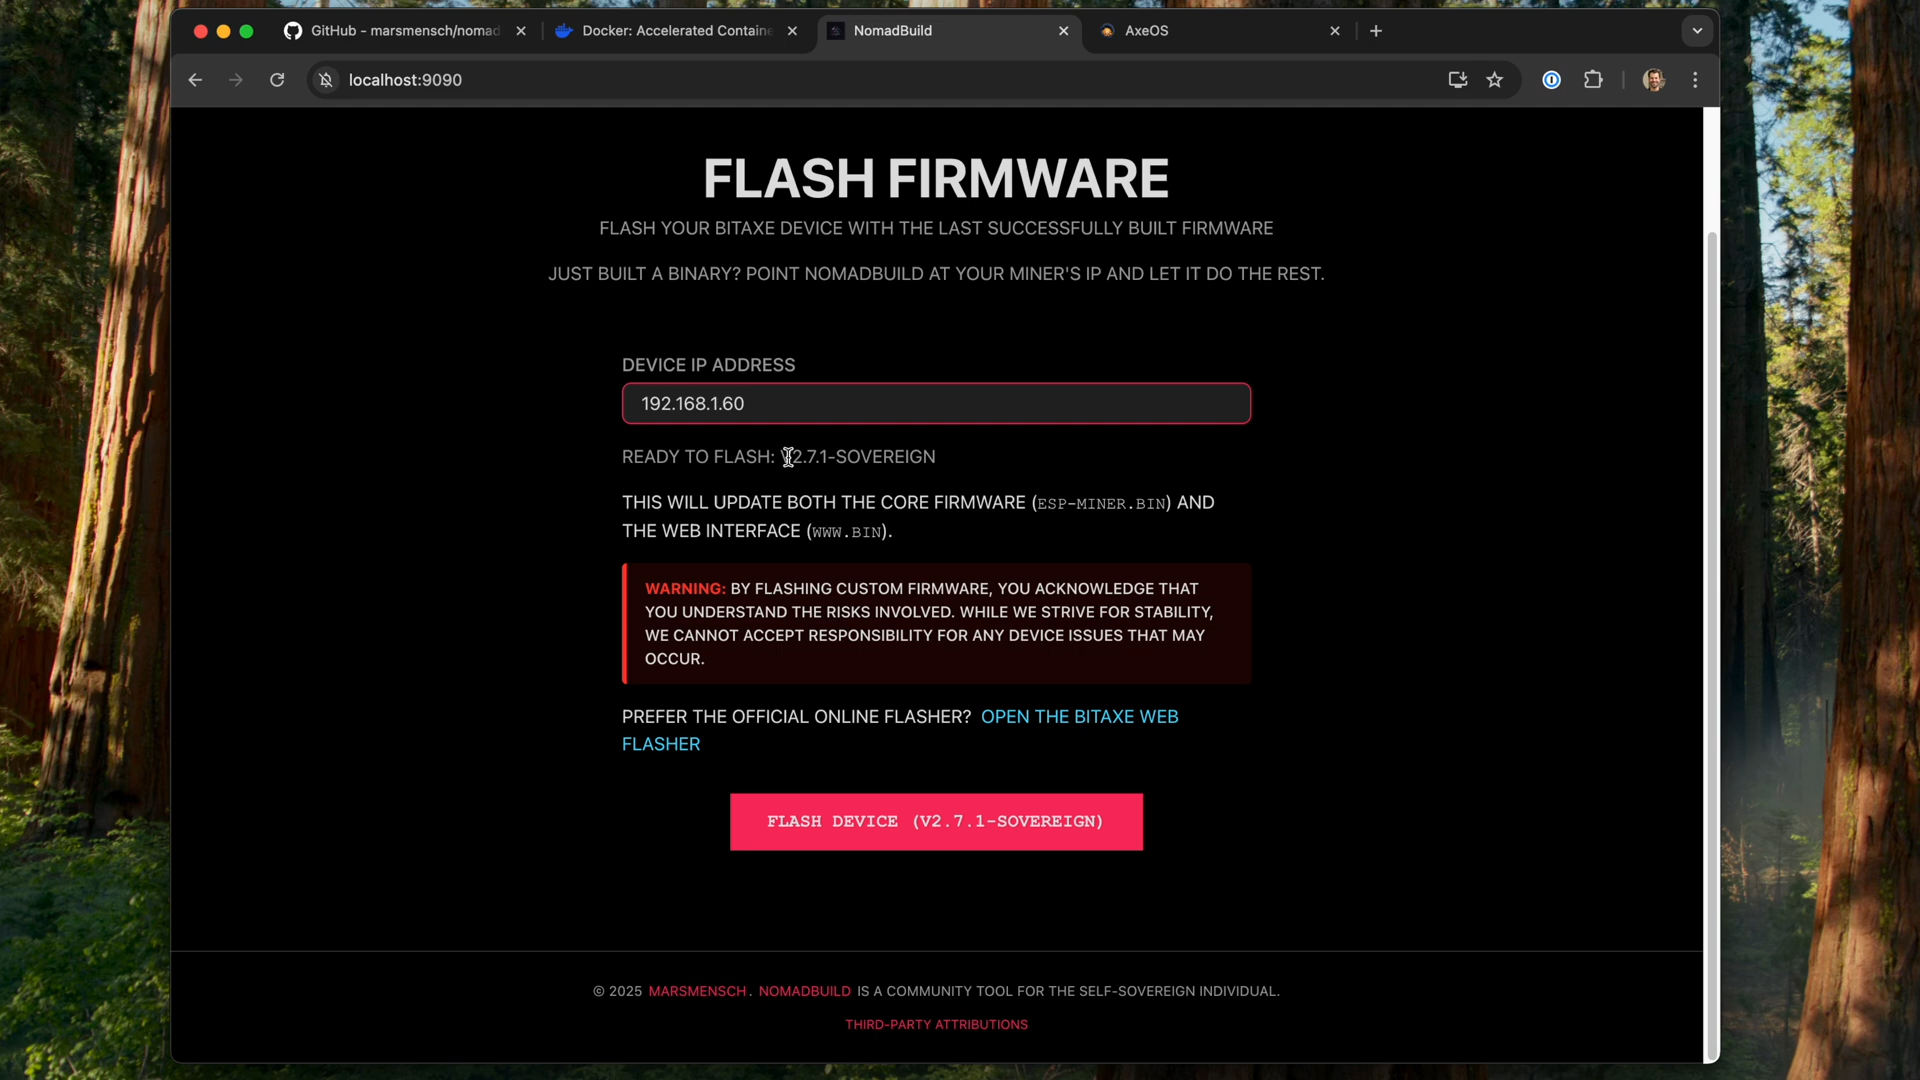 GitHub - marsmensch/nomad
Docker: Accelerated Containe
NomadBuild
AxeOS
localhost:9090
FLASH FIRMWARE
FLASH YOUR BITAXE DEVICE WITH THE LAST SUCCESSFULLY BUILT FIRMWARE
JUST BUILT A BINARY? POINT NOMADBUILD AT YOUR MINER'S IP AND LET IT DO THE REST.
DEVICE IP ADDRESS
192.168.1.60
READY TO FLASH: V2.7.1-SOVEREIGN
THIS WILL UPDATE BOTH THE CORE FIRMWARE (ESP-MINER.BIN) AND
THE WEB INTERFACE (WWW.BIN).
WARNING: BY FLASHING CUSTOM FIRMWARE, YOU ACKNOWLEDGE THAT
YOU UNDERSTAND THE RISKS INVOLVED. WHILE WE STRIVE FOR STABILITY,
WE CANNOT ACCEPT RESPONSIBILITY FOR ANY DEVICE ISSUES THAT MAY
OCCUR.
PREFER THE OFFICIAL ONLINE FLASHER? OPEN THE BITAXE WEB
FLASHER
FLASH DEVICE (V2.7.1-SOVEREIGN)
© 2025 MARSMENSCH. NOMADBUILD IS A COMMUNITY TOOL FOR THE SELF-SOVEREIGN INDIVIDUAL.
THIRD-PARTY ATTRIBUTIONS